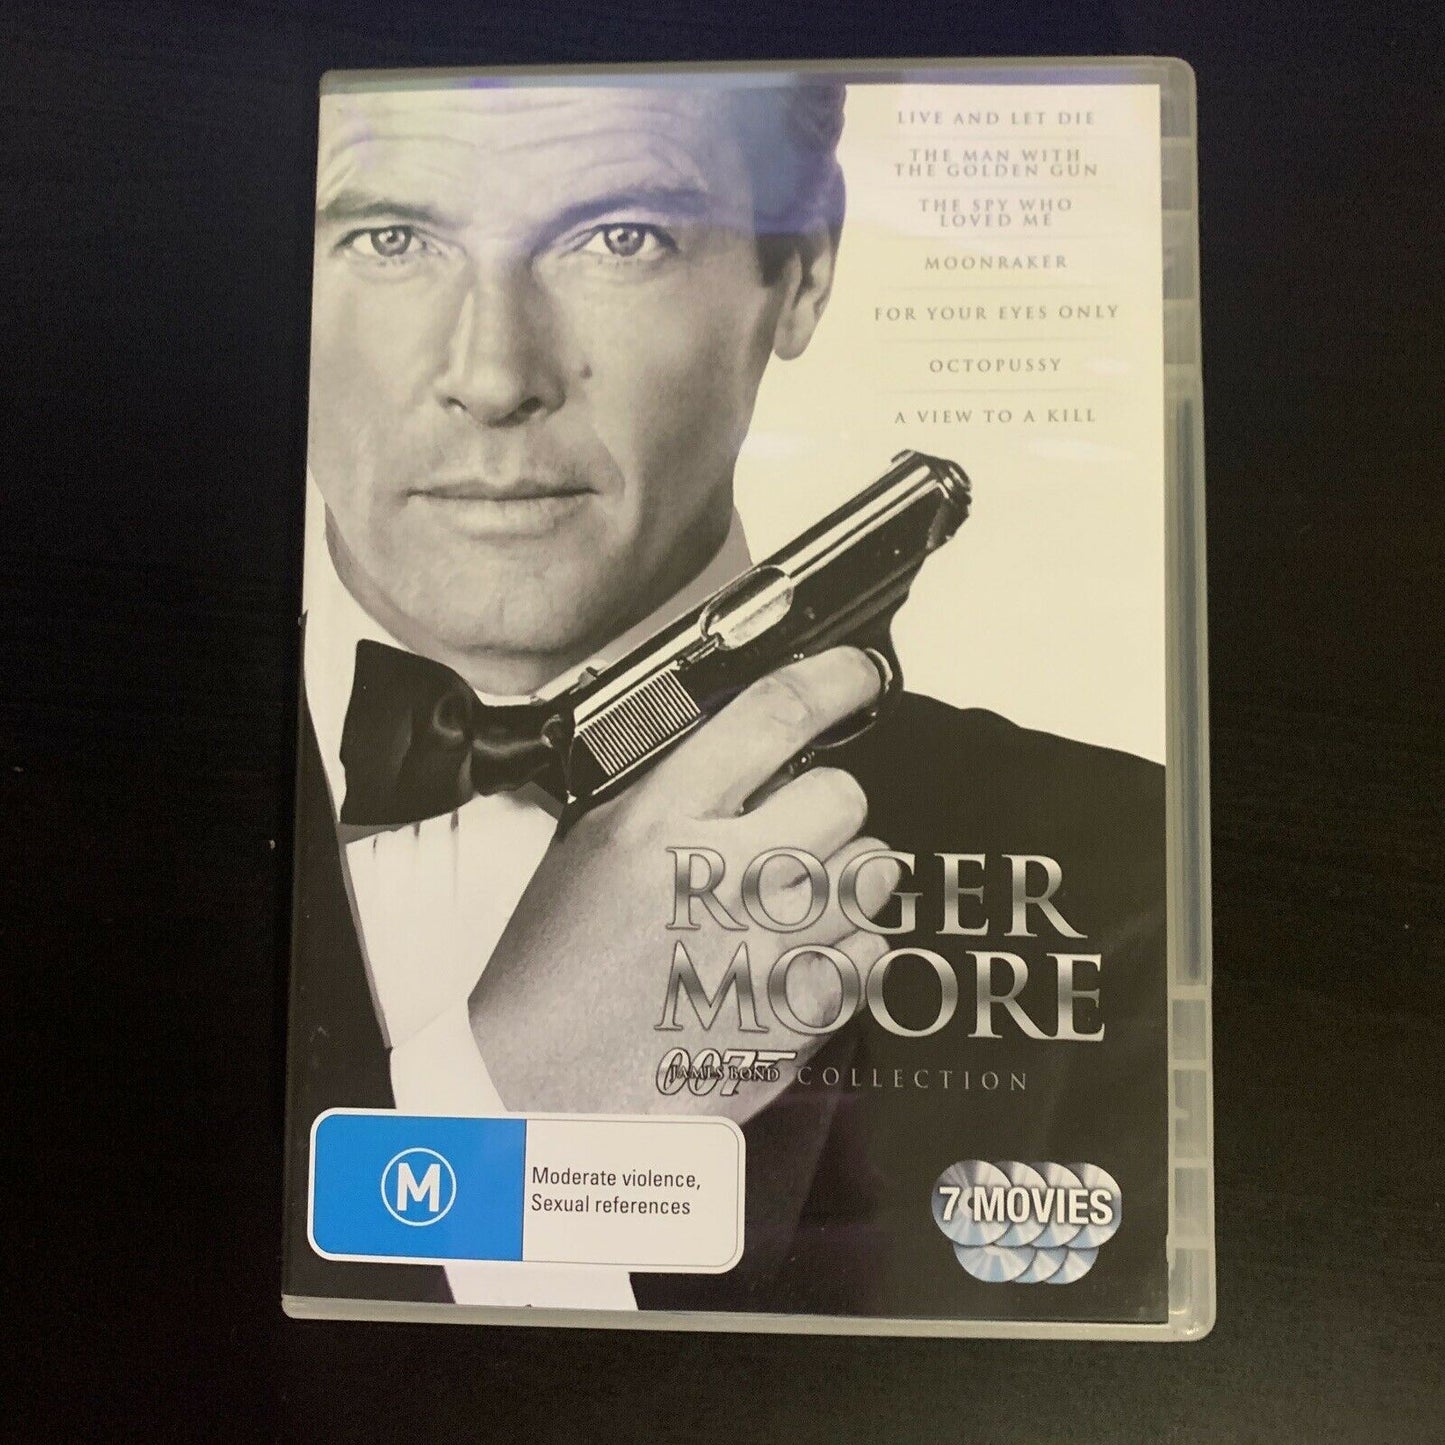 LIVE AND LET DIE
THE MAN WITH
THE GOLDEN GUN
THE SPY WHO
LOVED ME
MOONRAKER
FOR YOUR EYES ONLY
OCTOPUSSY
A VIEW TO A KILL
ROGER
MOORE
007 JAMES BOND COLLECTION
M
Moderate violence,
Sexual references
7 MOVIES